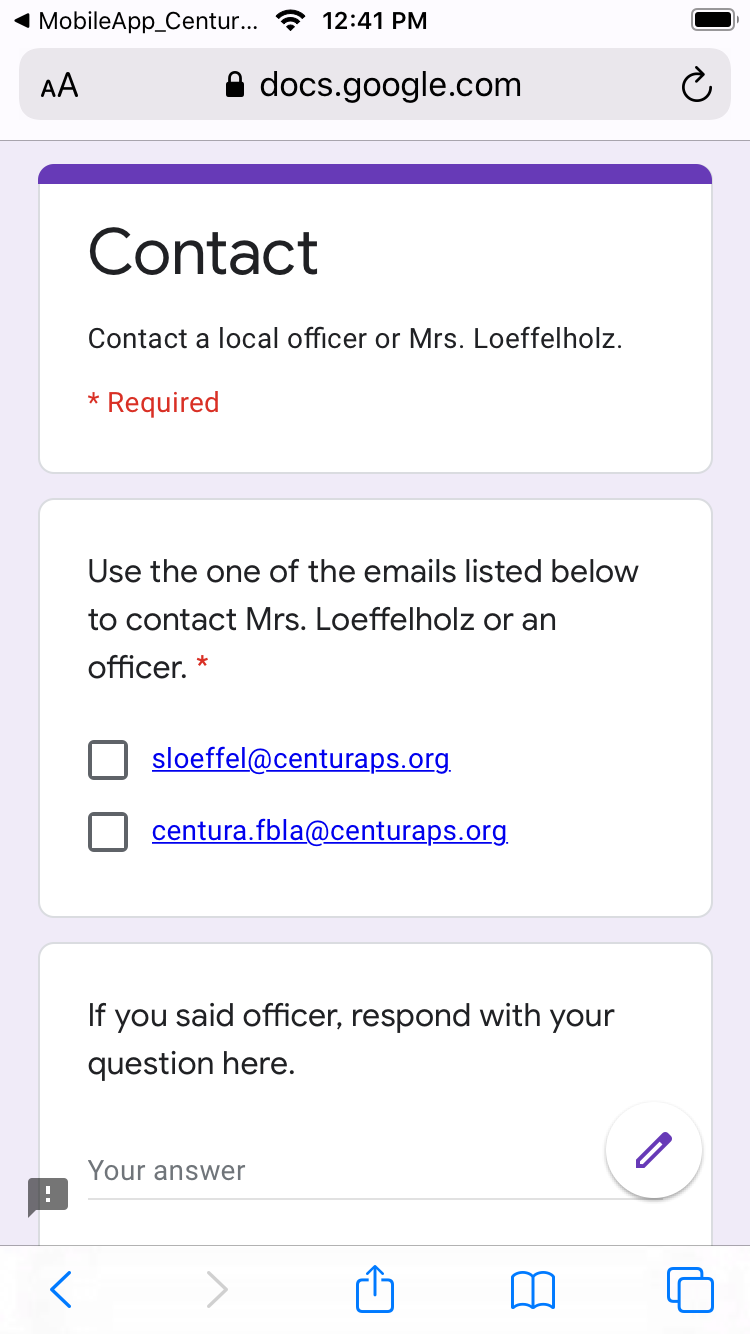 MobileApp_Centur... 12:41 PM
AA docs.google.com
Contact
Contact a local officer or Mrs. Loeffelholz.
* Required
Use the one of the emails listed below
to contact Mrs. Loeffelholz or an
officer. *
sloeffel@centuraps.org
centura.fbla@centuraps.org
If you said officer, respond with your
question here.
Your answer